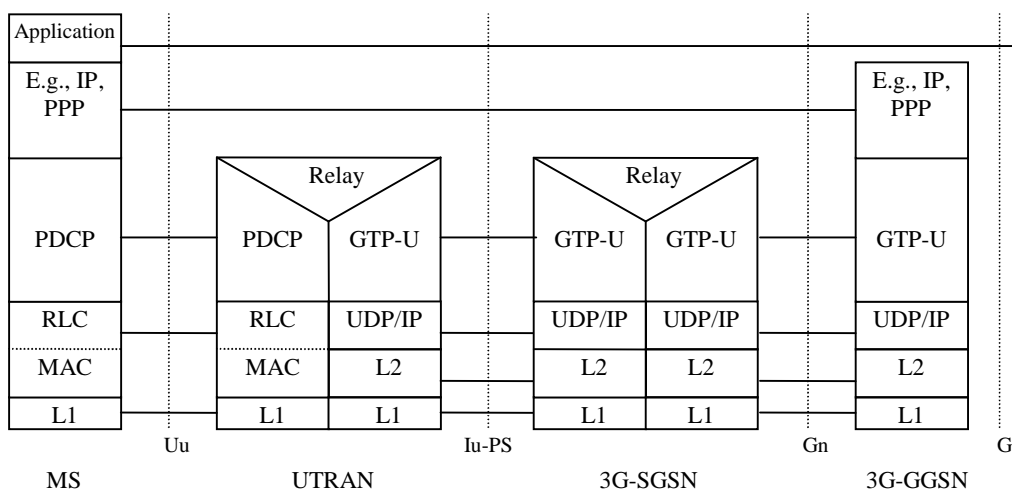 Application
E.g., IP,
PPP
E.g., IP,
PPP
Relay
Relay
PDCP
PDCP
GTP-U
GTP-U
GTP-U
GTP-U
RLC
RLC
UDP/IP
UDP/IP
UDP/IP
UDP/IP
MAC
MAC
L2
L2
L2
L2
L1
L1
L1
L1
L1
L1
Uu
Iu-PS
Gn
G
MS
UTRAN
3G-SGSN
3G-GGSN